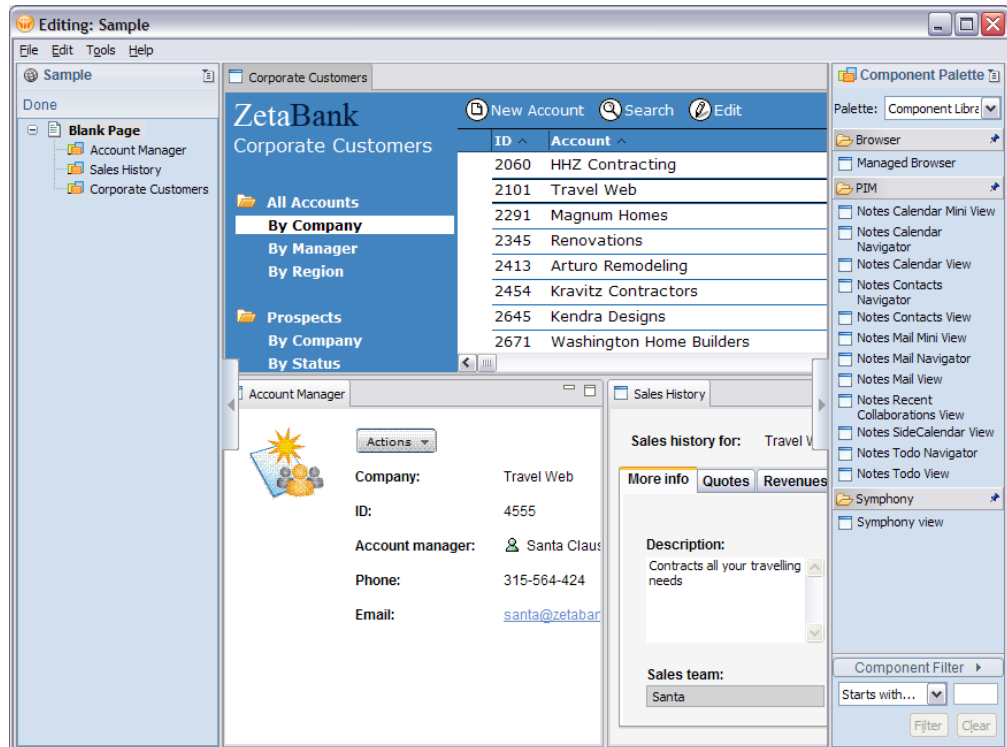 Editing: Sample
File Edit Tools Help
Sample
Done
Blank Page
Account Manager
Sales History
Corporate Customers
Corporate Customers
ZetaBank
Corporate Customers
All Accounts
By Company
By Manager
By Region
Prospects
By Company
By Status
New Account Search Edit
ID Account
2060 HHZ Contracting
2101 Travel Web
2291 Magnum Homes
2345 Renovations
2413 Arturo Remodeling
2454 Kravitz Contractors
2645 Kendra Designs
2671 Washington Home Builders
Account Manager
Actions
Company: Travel Web
ID: 4555
Account manager: Santa Claus
Phone: 315-564-424
Email: santa@zetabar
Sales History
Sales history for: Travel
More info Quotes Revenues
Description:
Contracts all your travelling
needs
Sales team:
Santa
Component Palette
Palette: Component Libra
Browser
Managed Browser
PIM
Notes Calendar Mini View
Notes Calendar
Navigator
Notes Calendar View
Notes Contacts
Navigator
Notes Contacts View
Notes Mail Mini View
Notes Mail Navigator
Notes Mail View
Notes Recent
Collaborations View
Notes SideCalendar View
Notes Todo Navigator
Notes Todo View
Symphony
Symphony view
Component Filter
Starts with...
Filter Clear